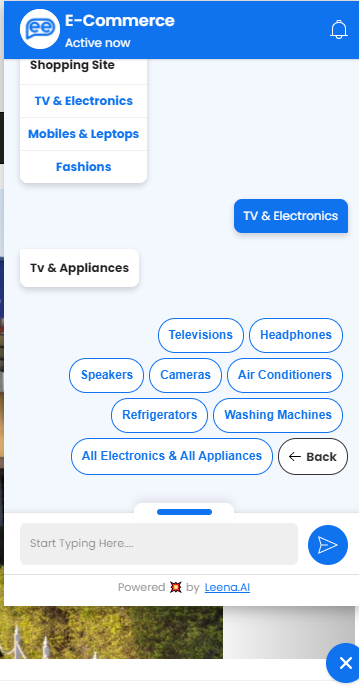 E-Commerce
Active now
Shopping Site
TV & Electronics
Mobiles & Leptops
Fashions
TV & Electronics
Tv & Appliances
Televisions
Headphones
Speakers
Cameras
Air Conditioners
Refrigerators
Washing Machines
All Electronics & All Appliances
← Back
Start Typing Here....
Powered 💥 by Leena.AI